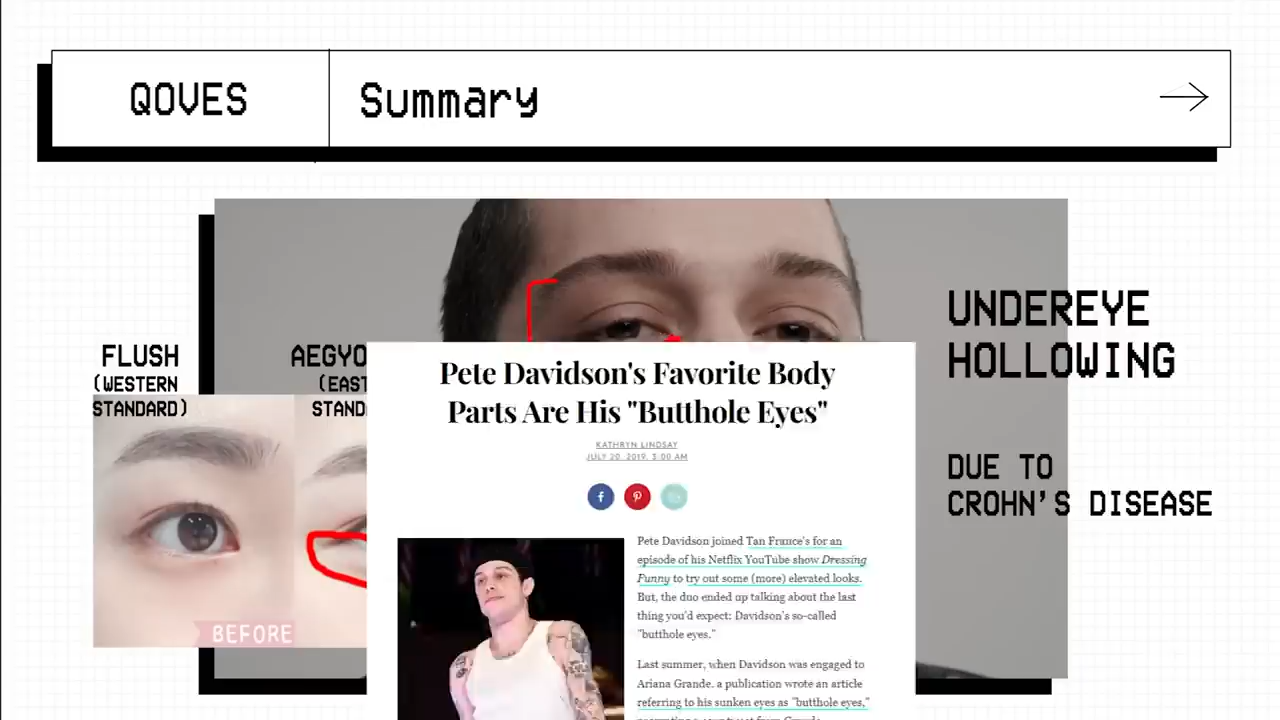 QOVES
Summary
UNDEREYE
HOLLOWING
DUE TO
CROHN'S DISEASE
FLUSH
(WESTERN
STANDARD)
AEGYO
(EAST
STAND
BEFORE
Pete Davidson's Favorite Body
Parts Are His "Butthole Eyes"
KATHRYN LINDSAY
JULY 20, 2019, 5:00 AM
Pete Davidson joined Tan France's for an
episode of his Netflix YouTube show Dressing
Funny to try out some (more) elevated looks.
But, the duo ended up talking about the last
thing you'd expect: Davidson's so-called
"butthole eyes."
Last summer, when Davidson was engaged to
Ariana Grande, a publication wrote an article
referring to his sunken eyes as "butthole eyes,"